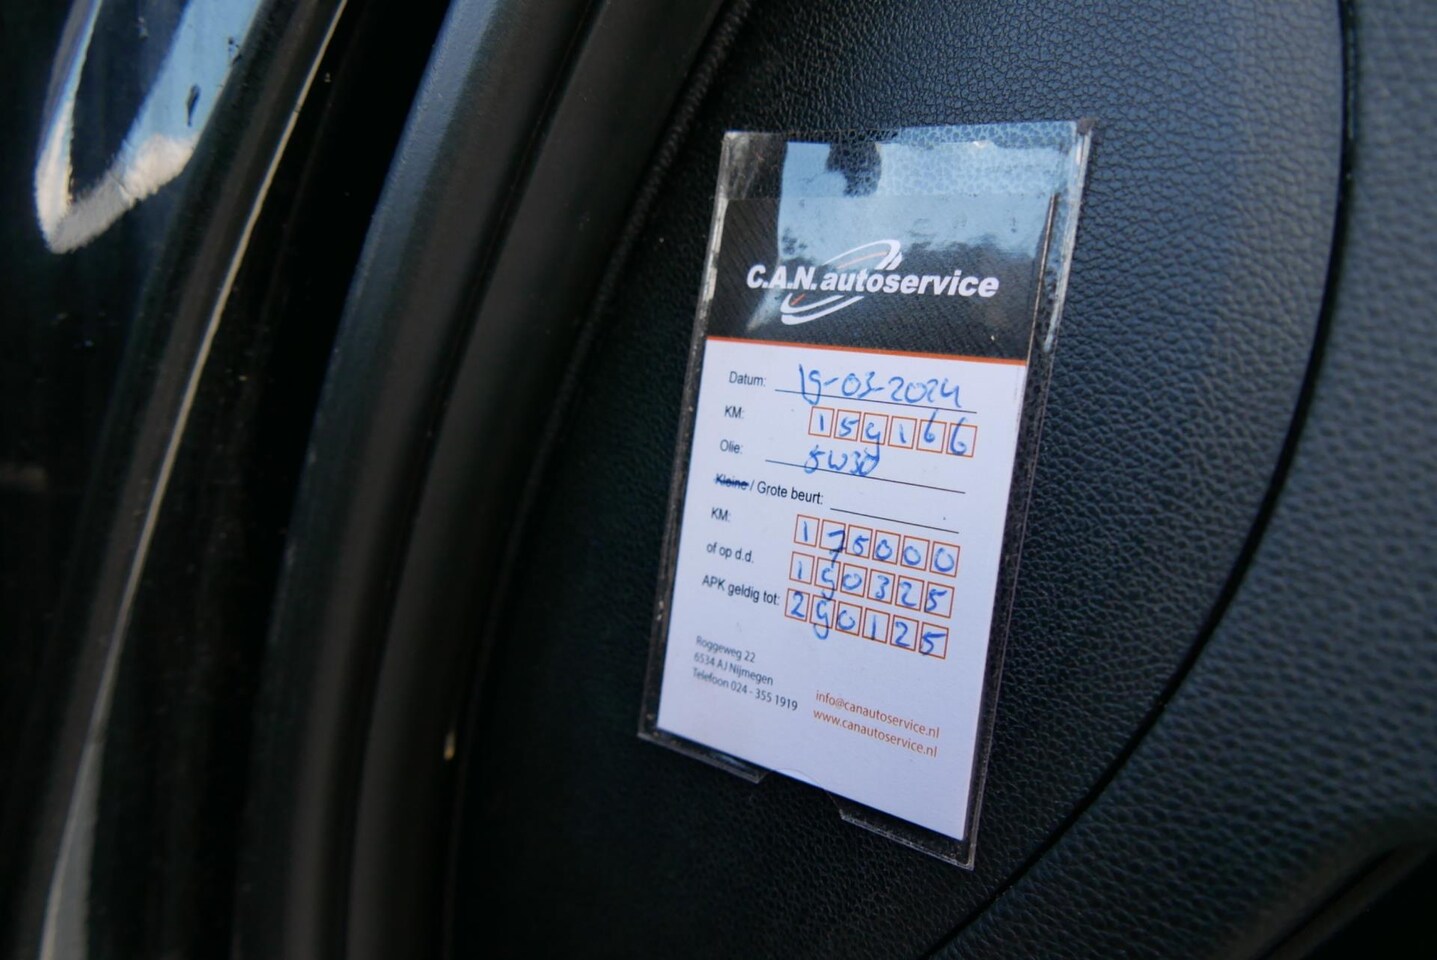 C.A.N. autoservice
Datum: 19-03-2024
KM: 159166
Olie: 5W30
Kleine / Grote beurt:
KM: 175000
of op d.d. 190325
APK geldig tot: 290125
Roggeweg 22
6534 AJ Nijmegen
Telefoon 024 - 355 1919
info@canautoservice.nl
www.canautoservice.nl